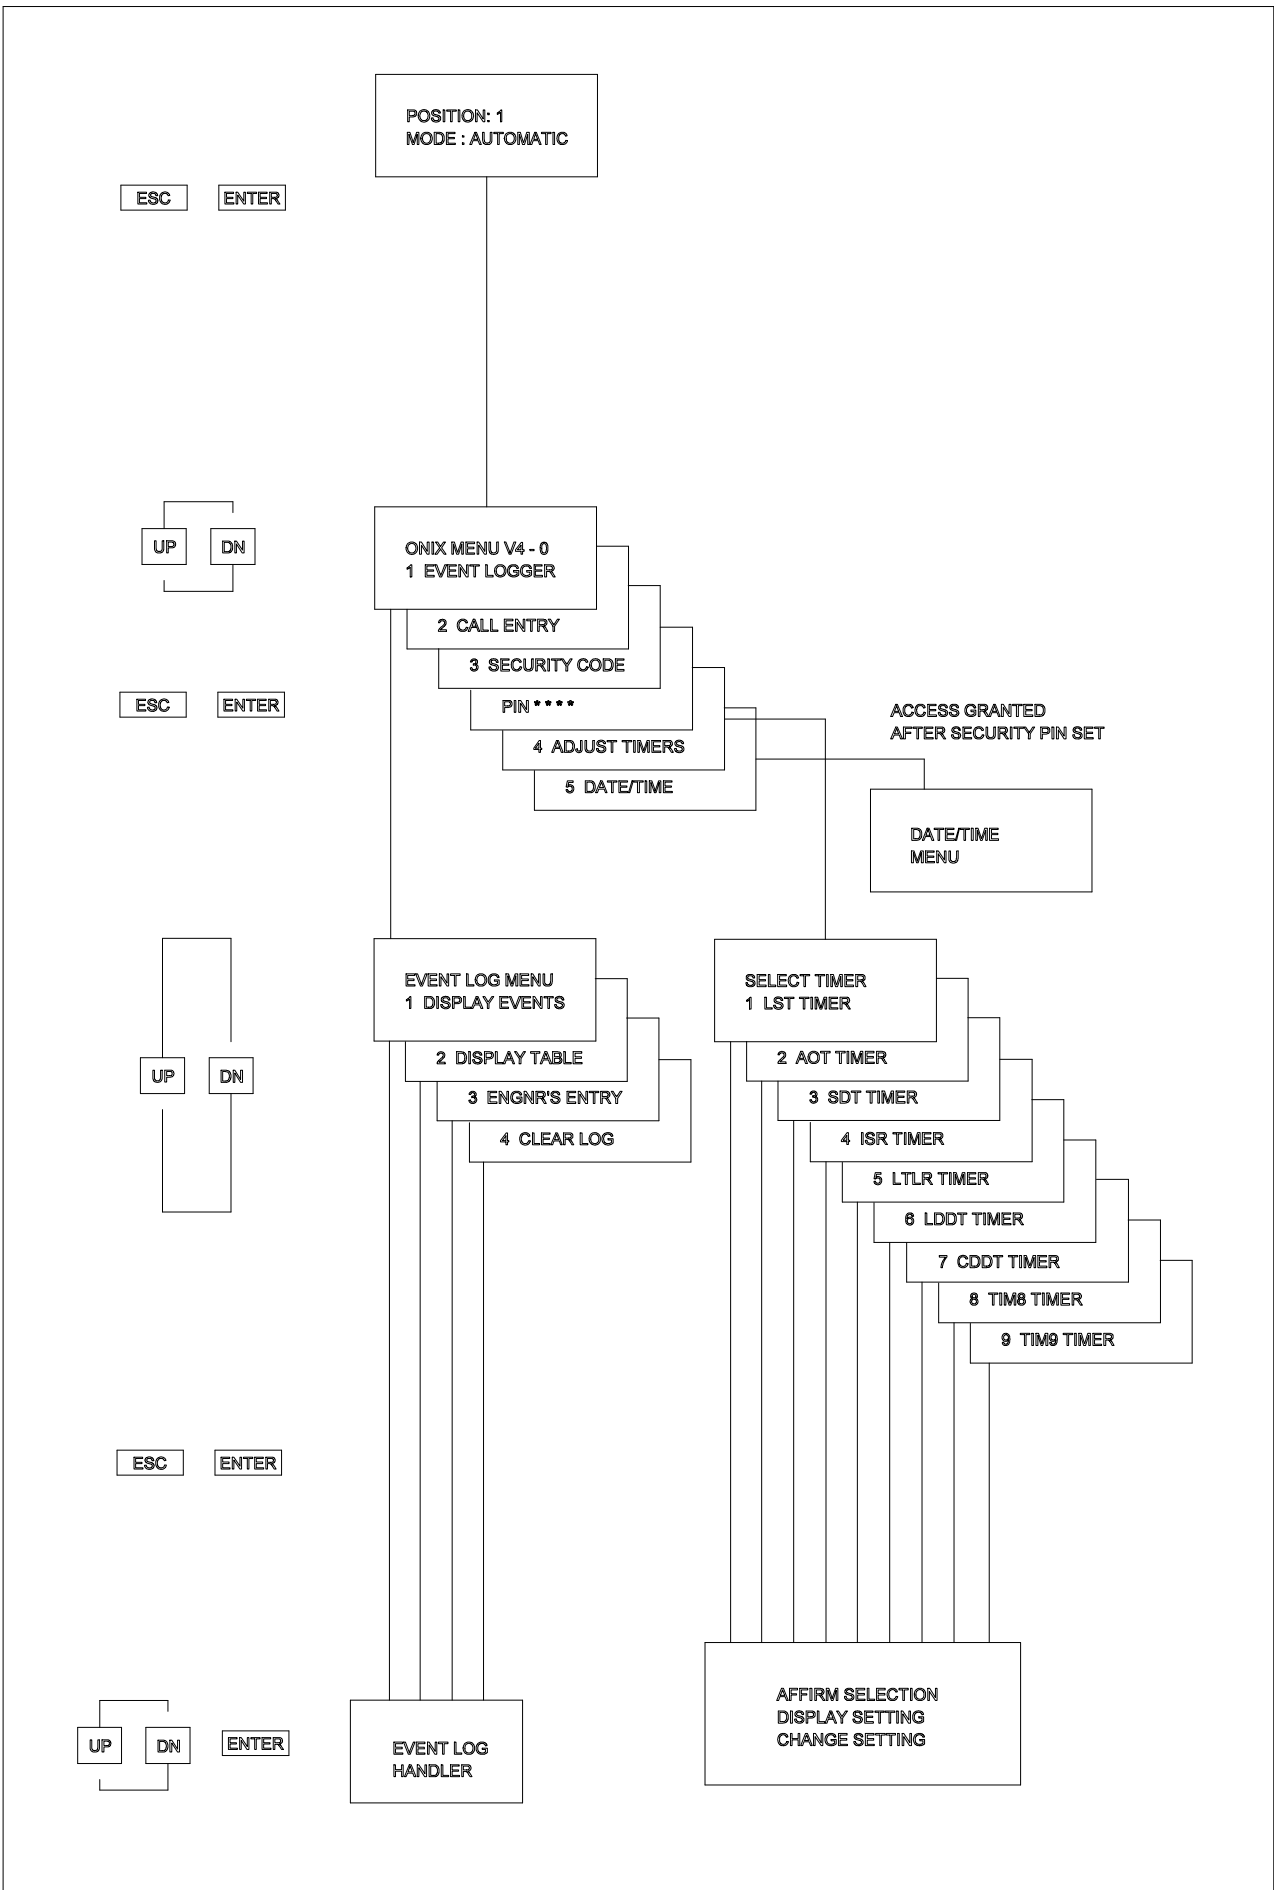 POSITION: 1
MODE : AUTOMATIC
ESC ENTER
UP DN
ONIX MENU V4 - 0
1 EVENT LOGGER
2 CALL ENTRY
3 SECURITY CODE
ESC ENTER
PIN * * * *
4 ADJUST TIMERS
5 DATE/TIME
ACCESS GRANTED
AFTER SECURITY PIN SET
DATE/TIME
MENU
EVENT LOG MENU
1 DISPLAY EVENTS
2 DISPLAY TABLE
3 ENGNR'S ENTRY
4 CLEAR LOG
UP DN
SELECT TIMER
1 LST TIMER
2 AOT TIMER
3 SDT TIMER
4 ISR TIMER
5 LTLR TIMER
6 LDDT TIMER
7 CDDT TIMER
8 TIM8 TIMER
9 TIM9 TIMER
ESC ENTER
UP DN ENTER
EVENT LOG
HANDLER
AFFIRM SELECTION
DISPLAY SETTING
CHANGE SETTING